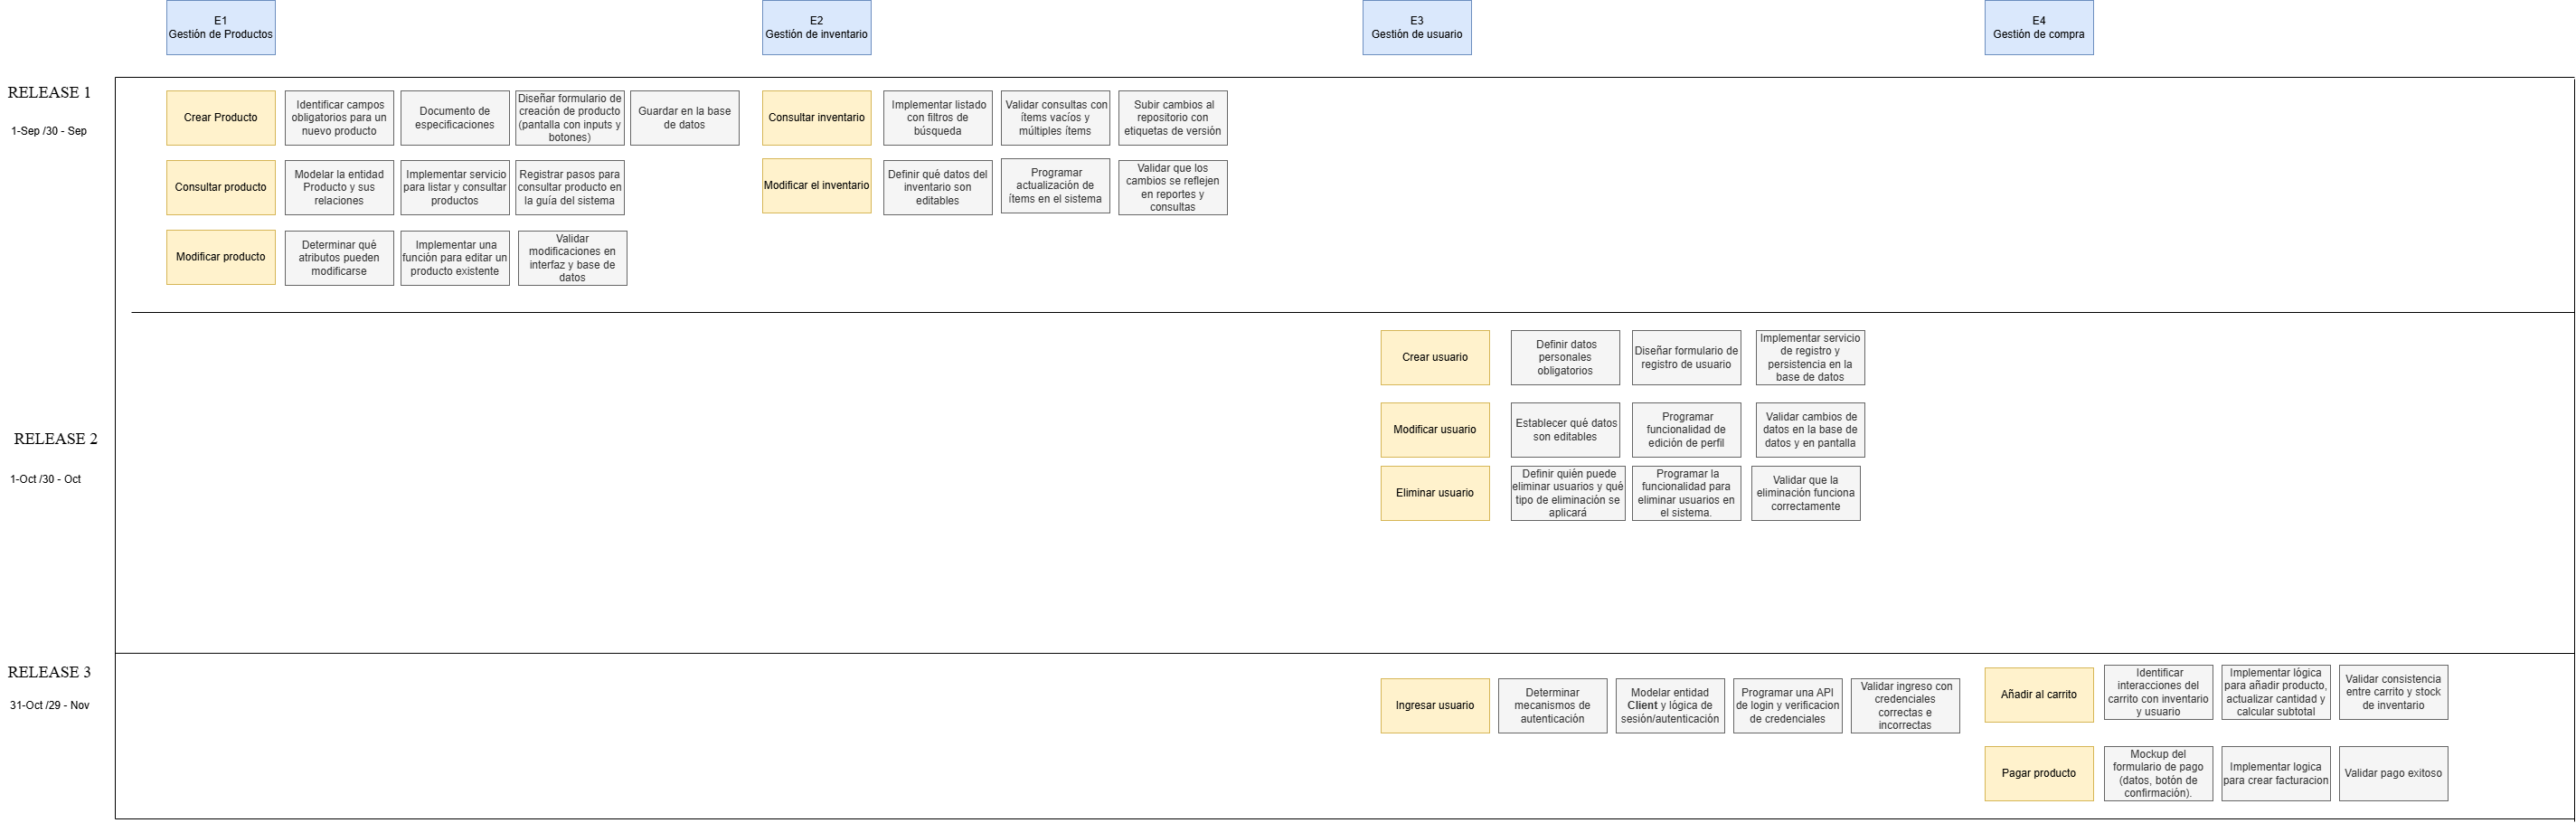 E1
Gestión de Productos
E2
Gestión de inventario
E3
Gestión de usuario
E4
Gestión de compra
RELEASE 1
1-Sep /30 - Sep
Crear Producto
Identificar campos
obligatorios para un
nuevo producto
Documento de
especificaciones
Diseñar formulario de
creación de producto
(pantalla con inputs y
botones)
Guardar en la base
de datos
Consultar inventario
Implementar listado
con filtros de
búsqueda
Validar consultas con
ítems vacíos y
múltiples ítems
Subir cambios al
repositorio con
etiquetas de versión
Consultar producto
Modelar la entidad
Producto y sus
relaciones
Implementar servicio
para listar y consultar
productos
Registrar pasos para
consultar producto en
la guía del sistema
Modificar el inventario
Definir qué datos del
inventario son
editables
Programar
actualización de
ítems en el sistema
Validar que los
cambios se reflejen
en reportes y
consultas
Modificar producto
Determinar qué
atributos pueden
modificarse
Implementar una
función para editar un
producto existente
Validar
modificaciones en
interfaz y base de
datos
RELEASE 2
1-Oct /30 - Oct
Crear usuario
Definir datos
personales
obligatorios
Diseñar formulario de
registro de usuario
Implementar servicio
de registro y
persistencia en la
base de datos
Modificar usuario
Establecer qué datos
son editables
Programar
funcionalidad de
edición de perfil
Validar cambios de
datos en la base de
datos y en pantalla
Eliminar usuario
Definir quién puede
eliminar usuarios y qué
tipo de eliminación se
aplicará
Programar la
funcionalidad para
eliminar usuarios en
el sistema.
Validar que la
eliminación funciona
correctamente
RELEASE 3
31-Oct /29 - Nov
Ingresar usuario
Determinar
mecanismos de
autenticación
Modelar entidad
Client y lógica de
sesión/autenticación
Programar una API
de login y verificacion
de credenciales
Validar ingreso con
credenciales
correctas e
incorrectas
Añadir al carrito
Identificar
interacciones del
carrito con inventario
y usuario
Implementar lógica
para añadir producto,
actualizar cantidad y
calcular subtotal
Validar consistencia
entre carrito y stock
de inventario
Pagar producto
Mockup del
formulario de pago
(datos, botón de
confirmación).
Implementar logica
para crear facturacion
Validar pago exitoso